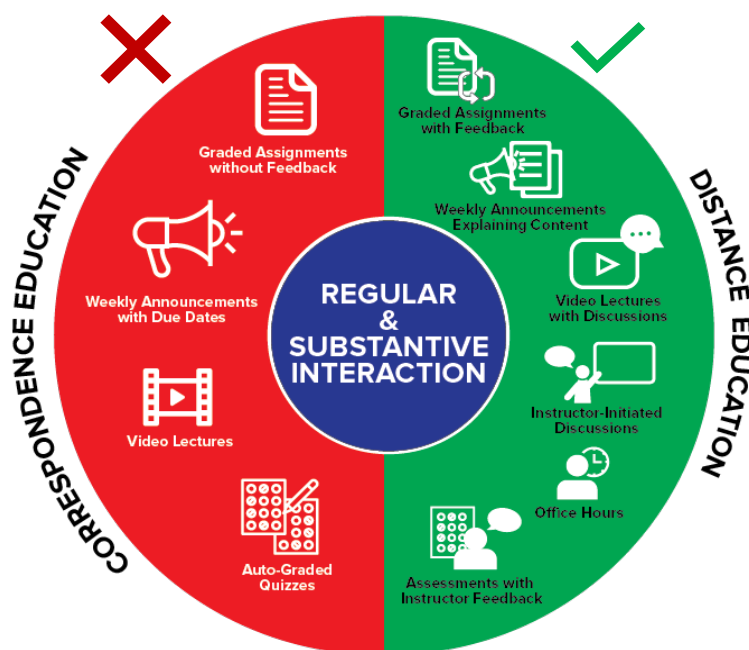 CORRESPONDENCE EDUCATION
Graded Assignments
without Feedback
Weekly Announcements
with Due Dates
Video Lectures
Auto-Graded
Quizzes
REGULAR
&
SUBSTANTIVE
INTERACTION
DISTANCE EDUCATION
Graded Assignments
with Feedback
Weekly Announcements
Explaining Content
Video Lectures
with Discussions
Instructor-Initiated
Discussions
Office Hours
Assessments with
Instructor Feedback